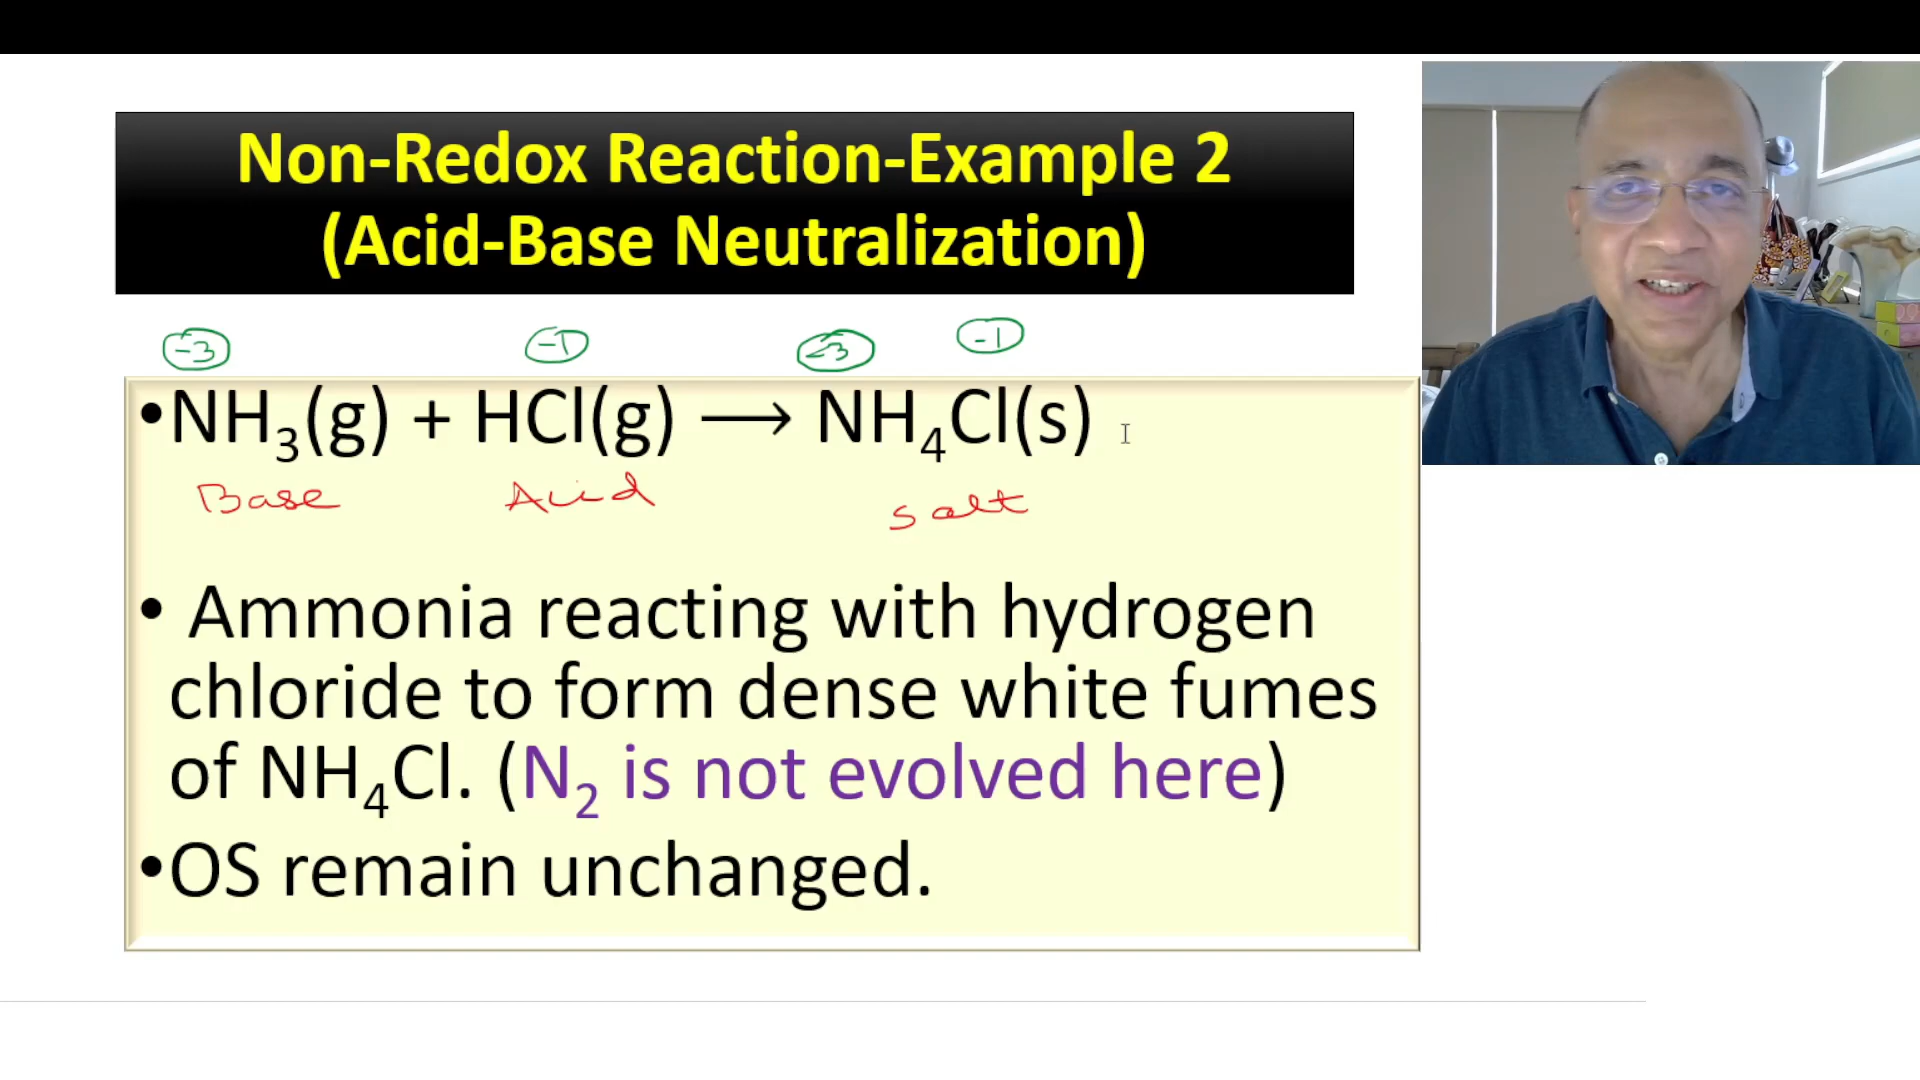 Non-Redox Reaction-Example 2
(Acid-Base Neutralization)
-3 -1 -3 -1
•NH₃(g) + HCl(g) ⟶ NH₄Cl(s)
Base Acid Salt
• Ammonia reacting with hydrogen
chloride to form dense white fumes
of NH₄Cl. (N₂ is not evolved here)
•OS remain unchanged.